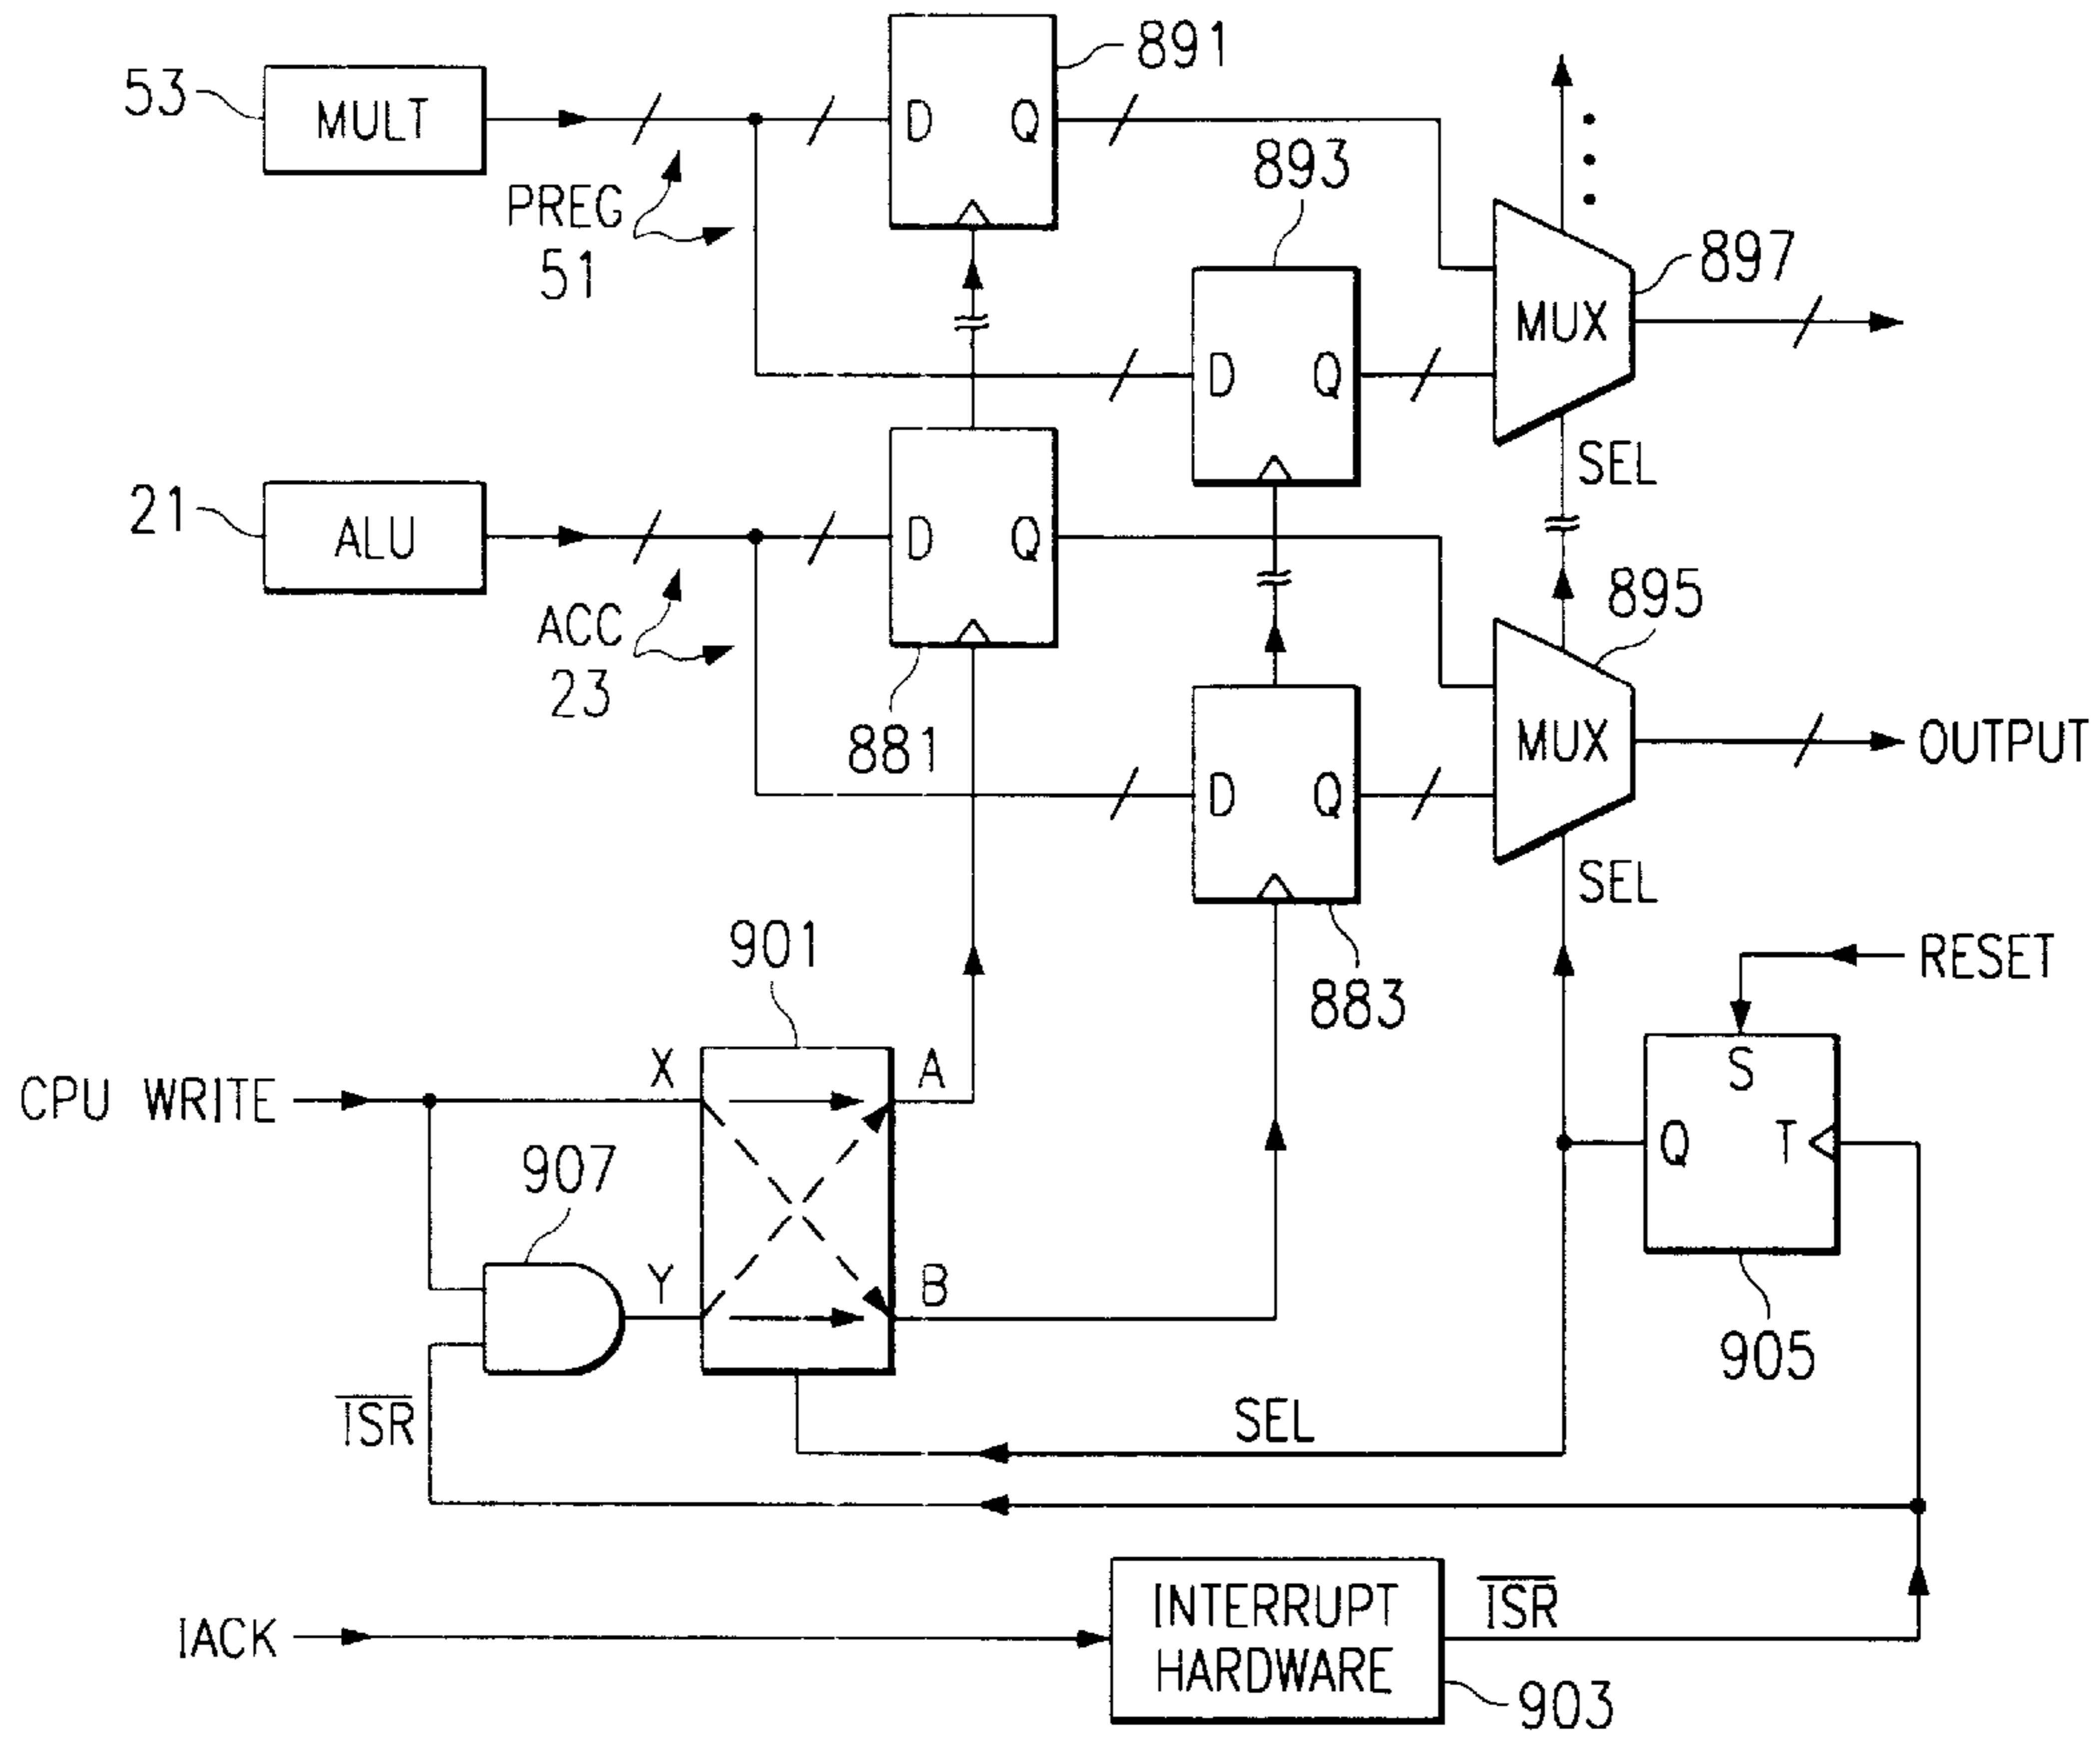 891
53
MULT
D
Q
893
PREG
51
897
MUX
D
Q
SEL
21
ALU
D
Q
895
ACC
23
881
MUX
OUTPUT
D
Q
SEL
901
RESET
883
CPU WRITE
X
A
S
Q
T
907
Y
B
905
ISR
SEL
IACK
INTERRUPT
HARDWARE
ISR
903